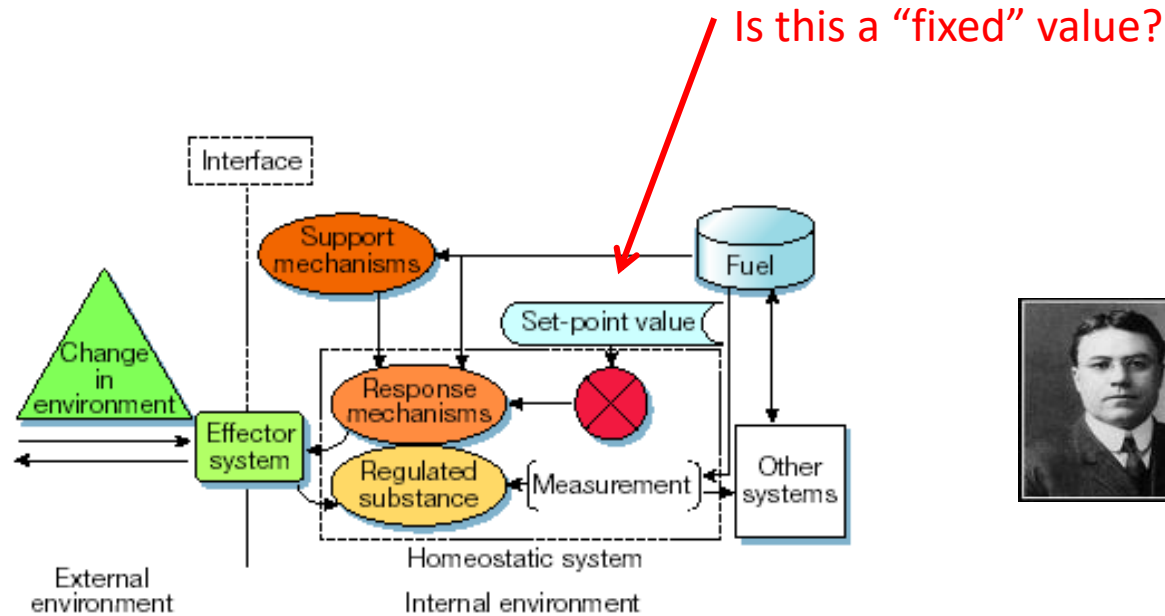 Is this a “fixed” value?
Interface
Support
mechanisms
Fuel
Set-point value
Change
in
environment
Response
mechanisms
Effector
system
Regulated
substance
Measurement
Other
systems
Homeostatic system
External
environment
Internal environment